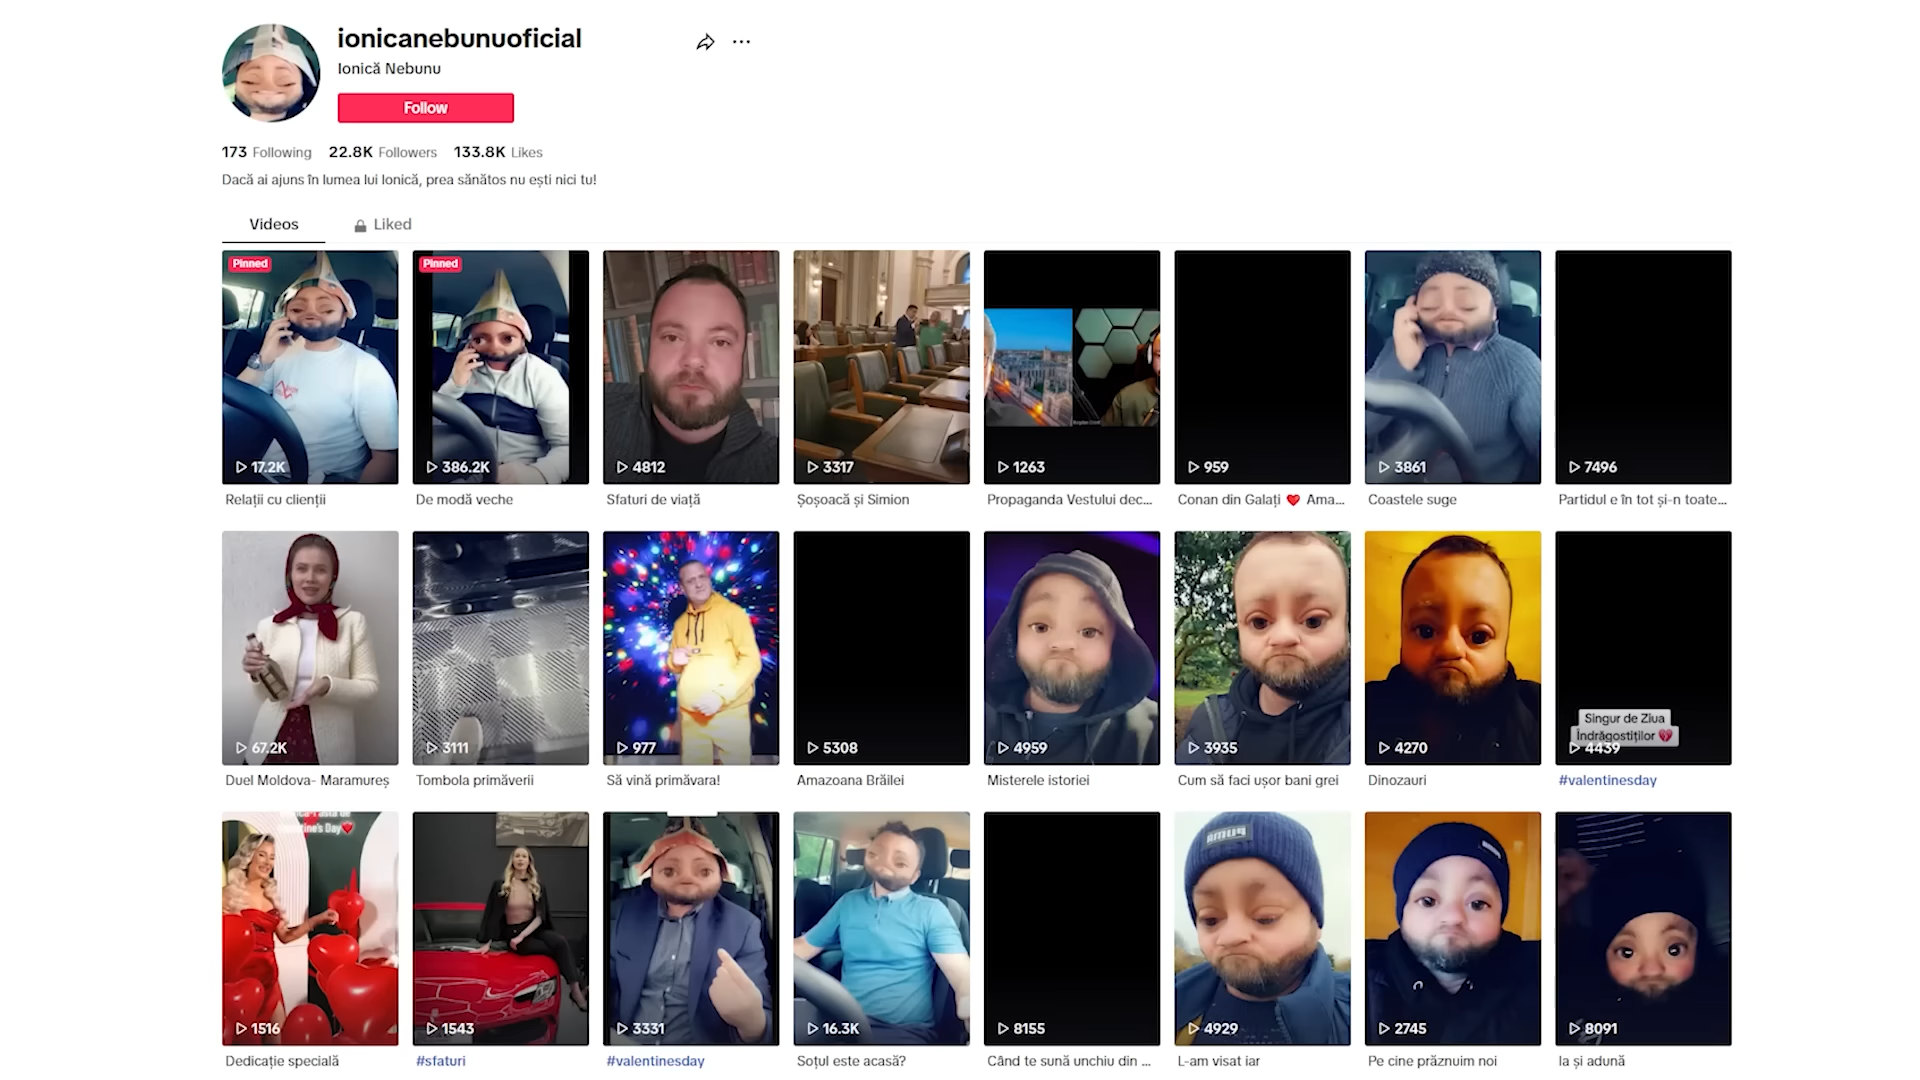 ionicanebunuoficial
Ionică Nebunu
Follow
173 Following 22.8K Followers 133.8K Likes
Dacă ai ajuns în lumea lui Ionică, prea sănătos nu ești nici tu!
Videos Liked
Pinned Pinned
17.2K 386.2K 4812 3317 1263 959 3861 7496
Relații cu clienții De modă veche Sfaturi de viață Șoșoacă și Simion Propaganda Vestului dec... Conan din Galați ❤️ Ama... Coastele suge Partidul e în tot și-n toate...
Singur de Ziua
Îndrăgostiților 💔
67.2K 3111 977 5308 4959 3935 4270 4439
Duel Moldova- Maramureș Tombola primăverii Să vină primăvara! Amazoana Brăilei Misterele istoriei Cum să faci ușor bani grei Dinozauri #valentinesday
1516 1543 3331 16.3K 8155 4929 2745 8091
Dedicație specială #sfaturi #valentinesday Soțul este acasă? Când te sună unchiu din ... L-am visat iar Pe cine prăznuim noi Ia și adună